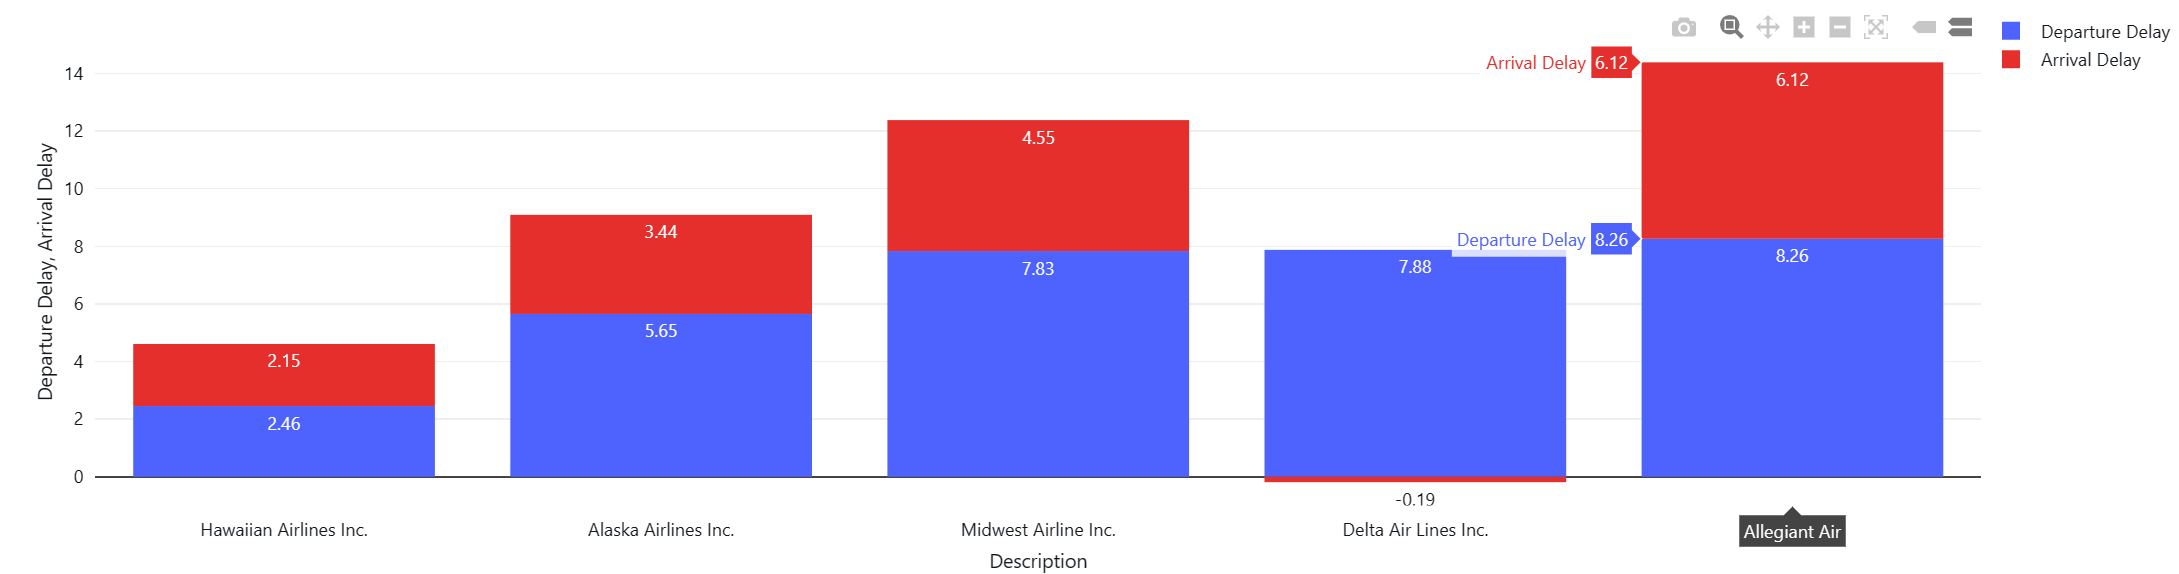 Departure Delay
Arrival Delay
Arrival Delay 6.12
Departure Delay 8.26
Departure Delay, Arrival Delay
14
12
10
8
6
4
2
0
2.15
2.46
3.44
5.65
4.55
7.83
7.88
-0.19
6.12
8.26
Hawaiian Airlines Inc.
Alaska Airlines Inc.
Midwest Airline Inc.
Delta Air Lines Inc.
Allegiant Air
Description